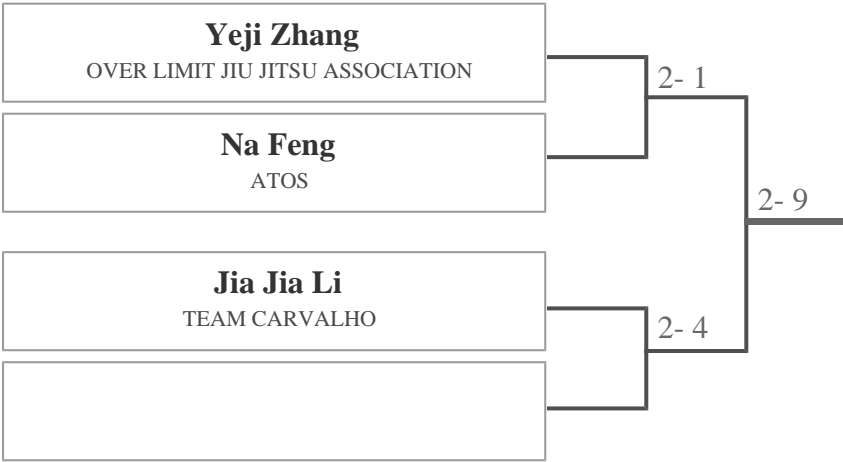 Yeji Zhang
OVER LIMIT JIU JITSU ASSOCIATION
2- 1
Na Feng
ATOS
2- 9
Jia Jia Li
TEAM CARVALHO
2- 4